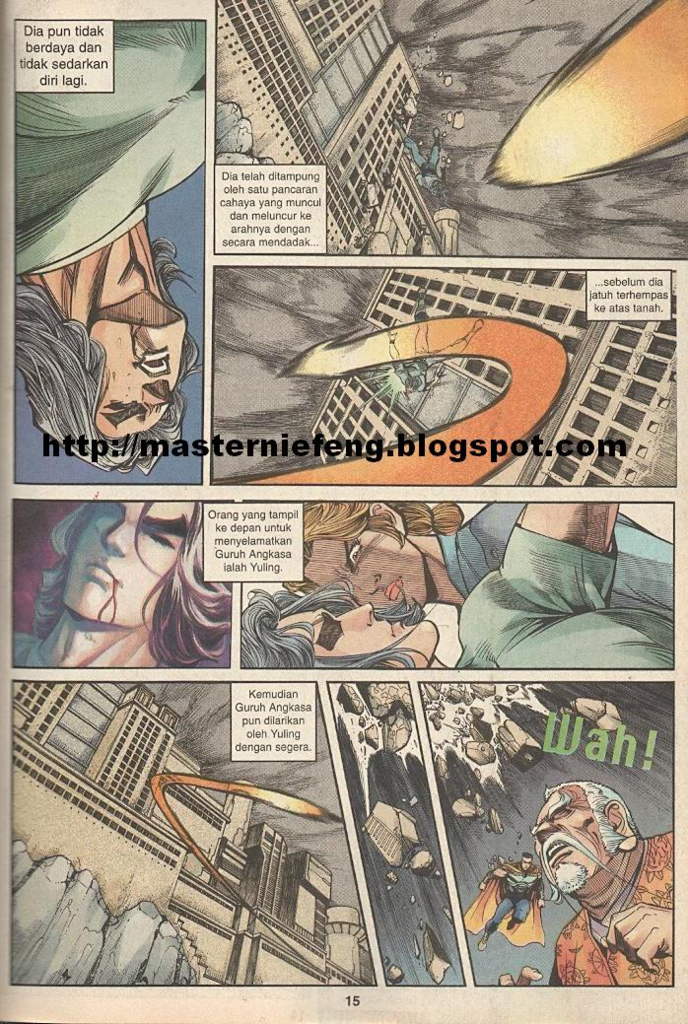 Dia pun tidak
berdaya dan
tidak sedarkan
diri lagi.
Dia telah ditampung
oleh satu pancaran
cahaya yang muncul
dan meluncur ke
arahnya dengan
secara mendadak...
...sebelum dia
jatuh terhempas
ke atas tanah.
http://masterniefeng.blogspot.com
Orang yang tampil
ke depan untuk
menyelamatkan
Guruh Angkasa
ialah Yuling.
Kemudian
Guruh Angkasa
pun dilarikan
oleh Yuling
dengan segera.
Wah!
15